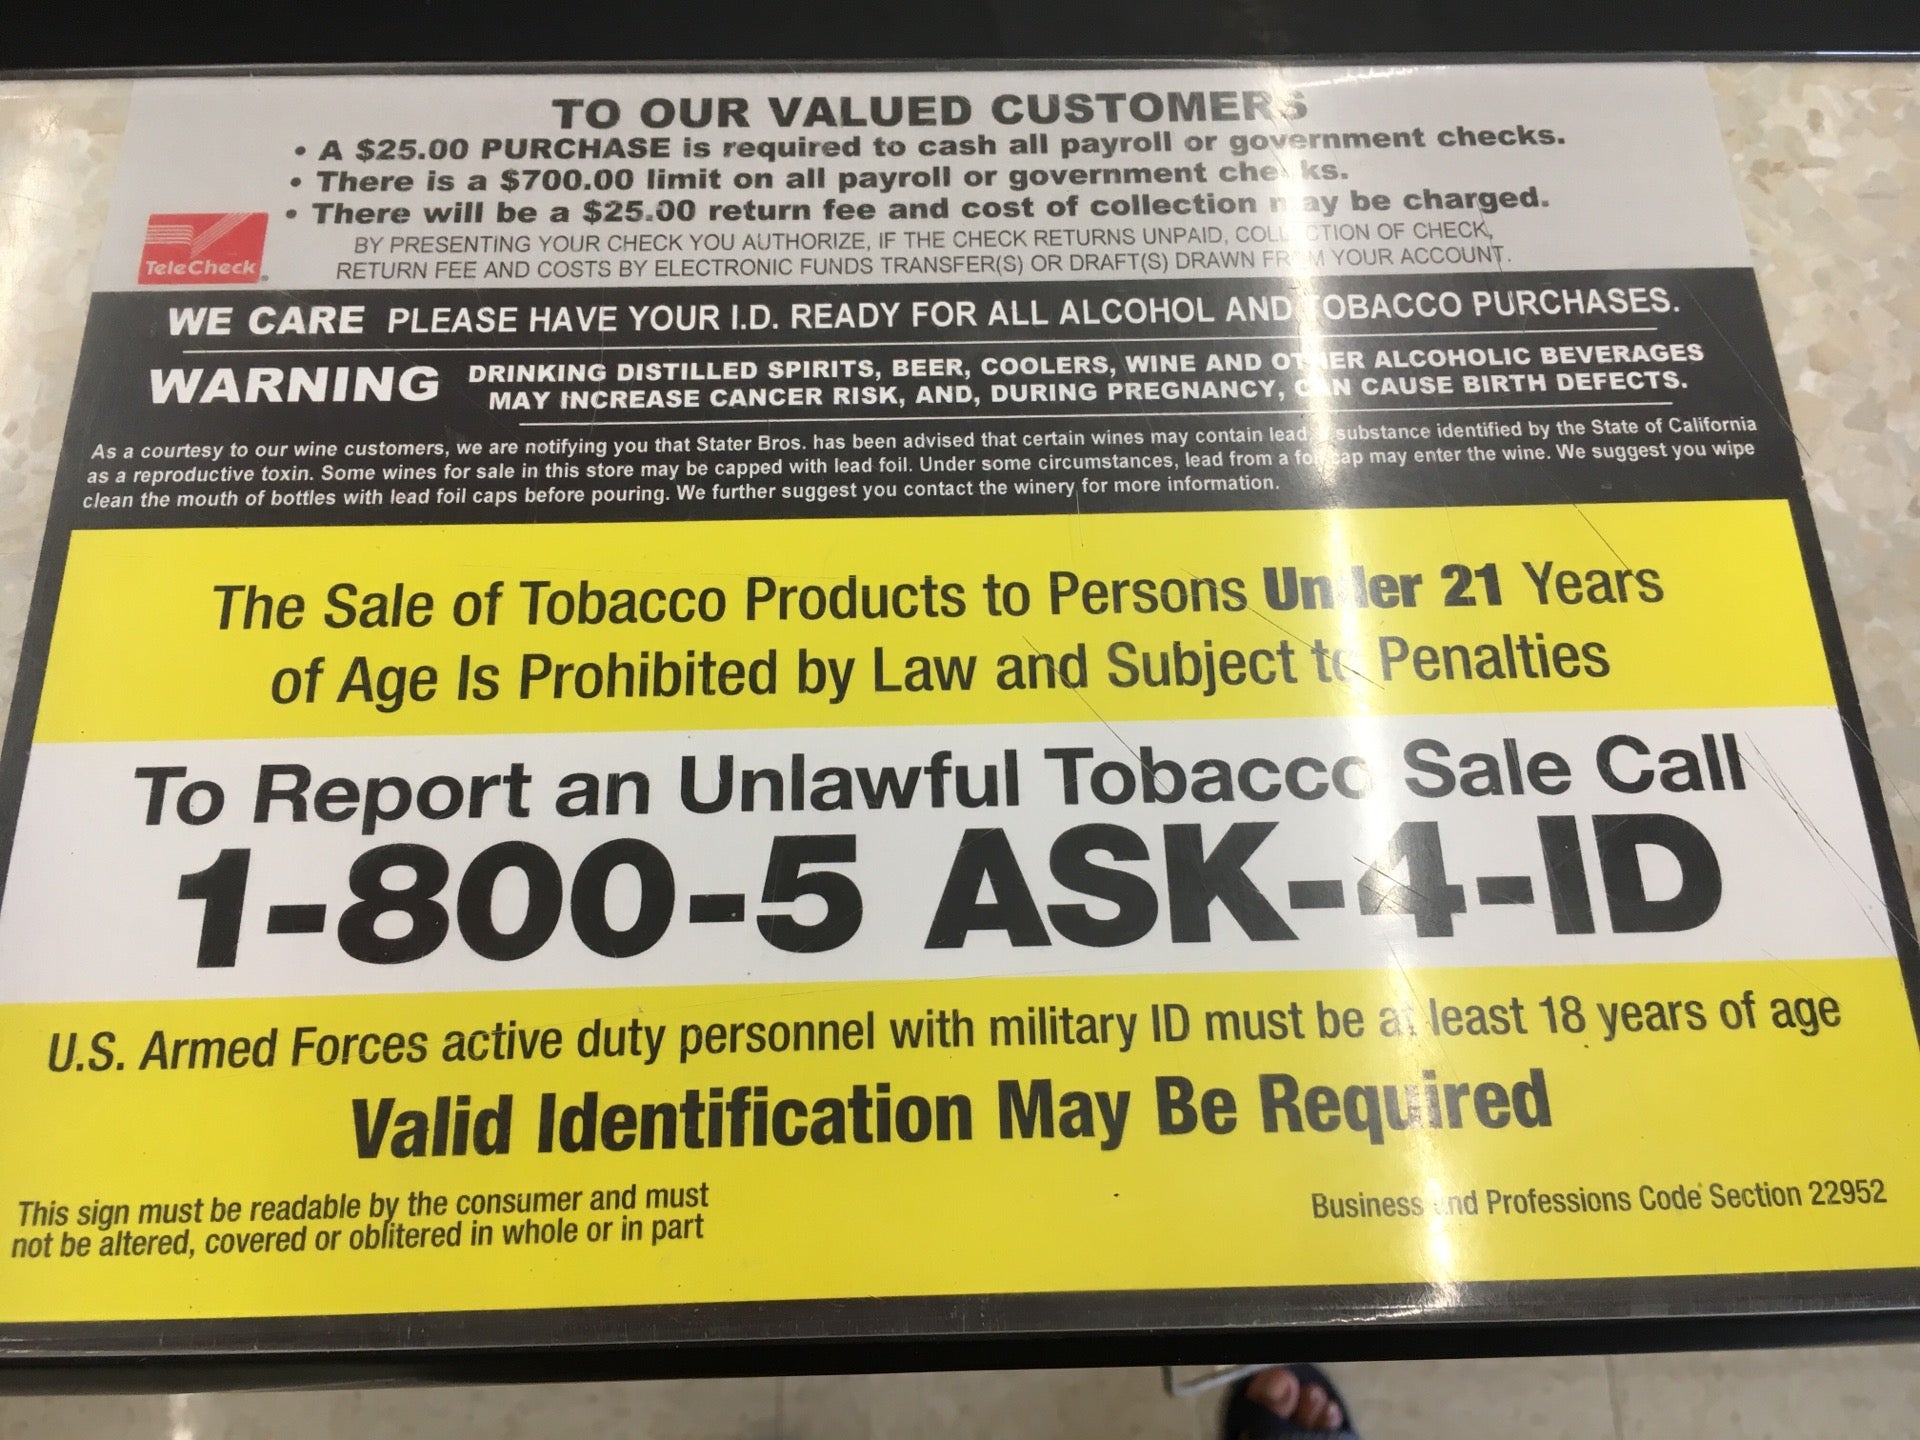 TO OUR VALUED CUSTOMERS
• A $25.00 PURCHASE is required to cash all payroll or government checks.
• There is a $700.00 limit on all payroll or government checks.
• There will be a $25.00 return fee and cost of collection may be charged.
TeleCheck®
BY PRESENTING YOUR CHECK YOU AUTHORIZE, IF THE CHECK RETURNS UNPAID, COLLECTION OF CHECK,
RETURN FEE AND COSTS BY ELECTRONIC FUNDS TRANSFER(S) OR DRAFT(S) DRAWN FROM YOUR ACCOUNT.
WE CARE PLEASE HAVE YOUR I.D. READY FOR ALL ALCOHOL AND TOBACCO PURCHASES.
WARNING DRINKING DISTILLED SPIRITS, BEER, COOLERS, WINE AND OTHER ALCOHOLIC BEVERAGES
MAY INCREASE CANCER RISK, AND, DURING PREGNANCY, CAN CAUSE BIRTH DEFECTS.
As a courtesy to our wine customers, we are notifying you that Stater Bros. has been advised that certain wines may contain lead, a substance identified by the State of California
as a reproductive toxin. Some wines for sale in this store may be capped with lead foil. Under some circumstances, lead from a foil cap may enter the wine. We suggest you wipe
clean the mouth of bottles with lead foil caps before pouring. We further suggest you contact the winery for more information.
The Sale of Tobacco Products to Persons Under 21 Years
of Age Is Prohibited by Law and Subject to Penalties
To Report an Unlawful Tobacco Sale Call
1-800-5 ASK-4-ID
U.S. Armed Forces active duty personnel with military ID must be at least 18 years of age
Valid Identification May Be Required
This sign must be readable by the consumer and must
not be altered, covered or oblitered in whole or in part
Business and Professions Code Section 22952